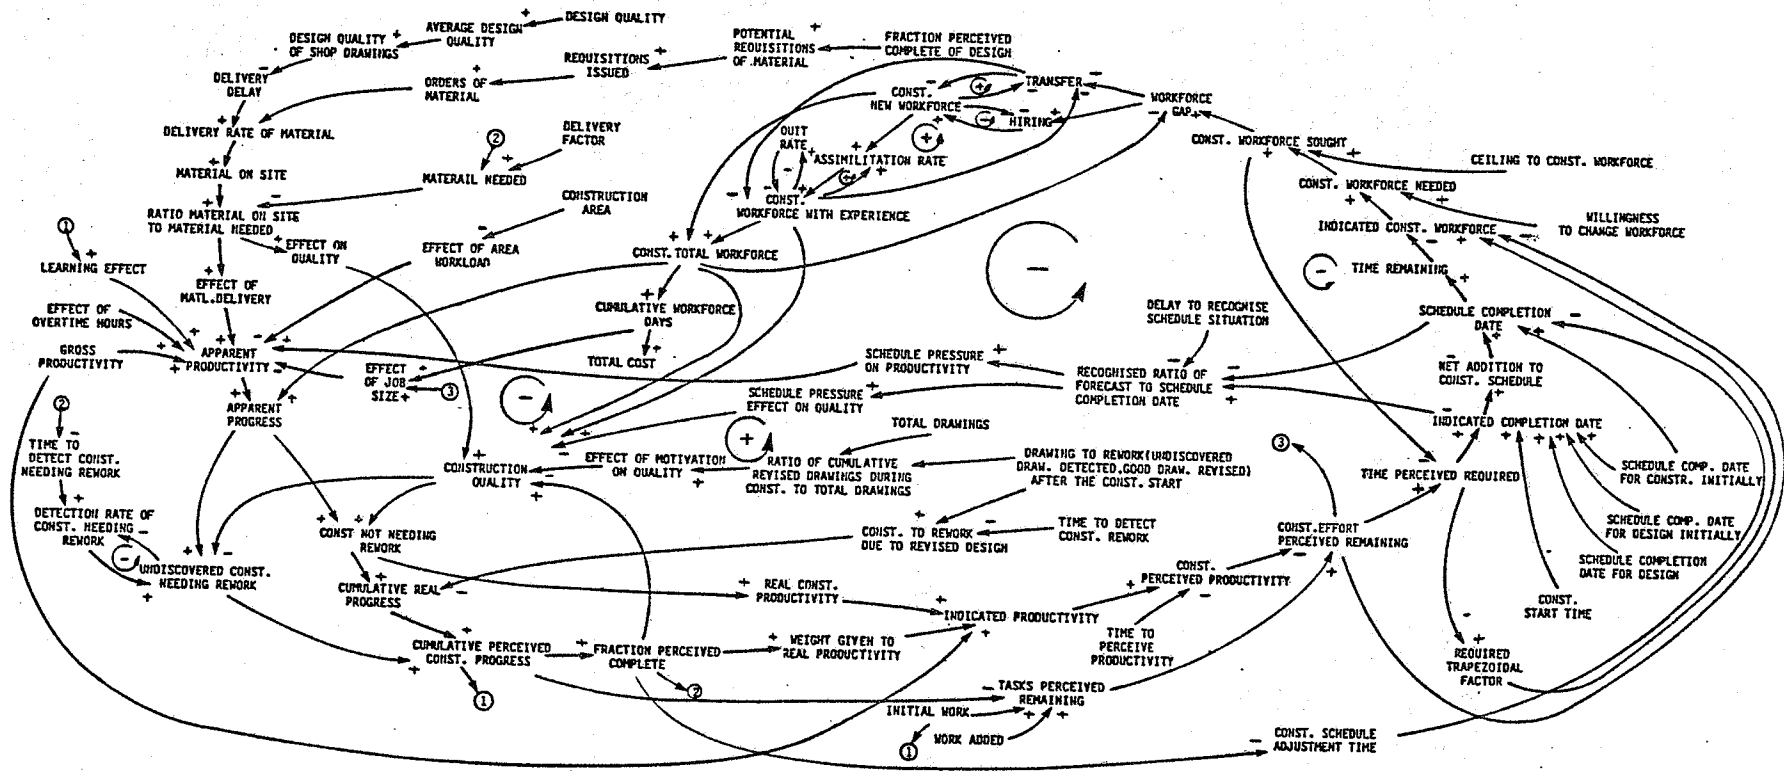 DESIGN QUALITY
AVERAGE DESIGN
QUALITY
DESIGN QUALITY
OF SHOP DRAWINGS
DELIVERY
DELAY
POTENTIAL
REQUISITIONS
OF MATERIAL
FRACTION PERCEIVED
COMPLETE OF DESIGN
REQUISITIONS
ISSUED
ORDERS OF
MATERIAL
DELIVERY RATE OF MATERIAL
MATERIAL ON SITE
RATIO MATERIAL ON SITE
TO MATERIAL NEEDED
2
DELIVERY
FACTOR
MATERAIL NEEDED
CONSTRUCTION
AREA
EFFECT OF AREA
WORKLOAD
EFFECT ON
QUALITY
1
LEARNING EFFECT
EFFECT OF
MATL.DELIVERY
EFFECT OF
OVERTIME HOURS
GROSS
PRODUCTIVITY
APPARENT
PRODUCTIVITY
APPARENT
PROGRESS
CONST.
NEW WORKFORCE
TRANSFER
HIRING
WORKFORCE
GAP
QUIT
RATE
ASSIMILITATION RATE
CONST.
WORKFORCE WITH EXPERIENCE
CONST.TOTAL WORKFORCE
CUMULATIVE WORKFORCE
DAYS
TOTAL COST
EFFECT
OF JOB
SIZE
3
CONST. WORKFORCE SOUGHT
CEILING TO CONST. WORKFORCE
CONST. WORKFORCE NEEDED
WILLINGNESS
TO CHANGE WORKFORCE
INDICATED CONST. WORKFORCE
TIME REMAINING
SCHEDULE COMPLETION
DATE
NET ADDITION TO
CONST. SCHEDULE
INDICATED COMPLETION DATE
DELAY TO RECOGNISE
SCHEDULE SITUATION
RECOGNISED RATIO OF
FORECAST TO SCHEDULE
COMPLETION DATE
SCHEDULE PRESSURE
ON PRODUCTIVITY
SCHEDULE PRESSURE
EFFECT ON QUALITY
TOTAL DRAWINGS
RATIO OF CUMULATIVE
REVISED DRAWINGS DURING
CONST. TO TOTAL DRAWINGS
EFFECT OF MOTIVATION
ON QUALITY
CONSTRUCTION
QUALITY
DRAWING TO REWORK(UNDISCOVERED
DRAW. DETECTED,GOOD DRAW. REVISED)
AFTER THE CONST. START
CONST. TO REWORK
DUE TO REVISED DESIGN
TIME TO DETECT
CONST. REWORK
3
TIME PERCEIVED REQUIRED
SCHEDULE COMP. DATE
FOR CONSTR. INITIALLY
SCHEDULE COMP. DATE
FOR DESIGN INITIALLY
SCHEDULE COMPLETION
DATE FOR DESIGN
CONST.
START TIME
CONST.EFFORT
PERCEIVED REMAINING
2
TIME TO
DETECT CONST.
NEEDING REWORK
DETECTION RATE OF
CONST. NEEDING
REWORK
UNDISCOVERED CONST.
NEEDING REWORK
CONST NOT NEEDING
REWORK
CUMULATIVE REAL
PROGRESS
CUMULATIVE PERCEIVED
CONST. PROGRESS
1
REAL CONST.
PRODUCTIVITY
FRACTION PERCEIVED
COMPLETE
2
WEIGHT GIVEN TO
REAL PRODUCTIVITY
INDICATED PRODUCTIVITY
CONST.
PERCEIVED PRODUCTIVITY
TIME TO
PERCEIVE
PRODUCTIVITY
TASKS PERCEIVED
REMAINING
INITIAL WORK
1
WORK ADDED
REQUIRED
TRAPEZOIDAL
FACTOR
CONST. SCHEDULE
ADJUSTMENT TIME